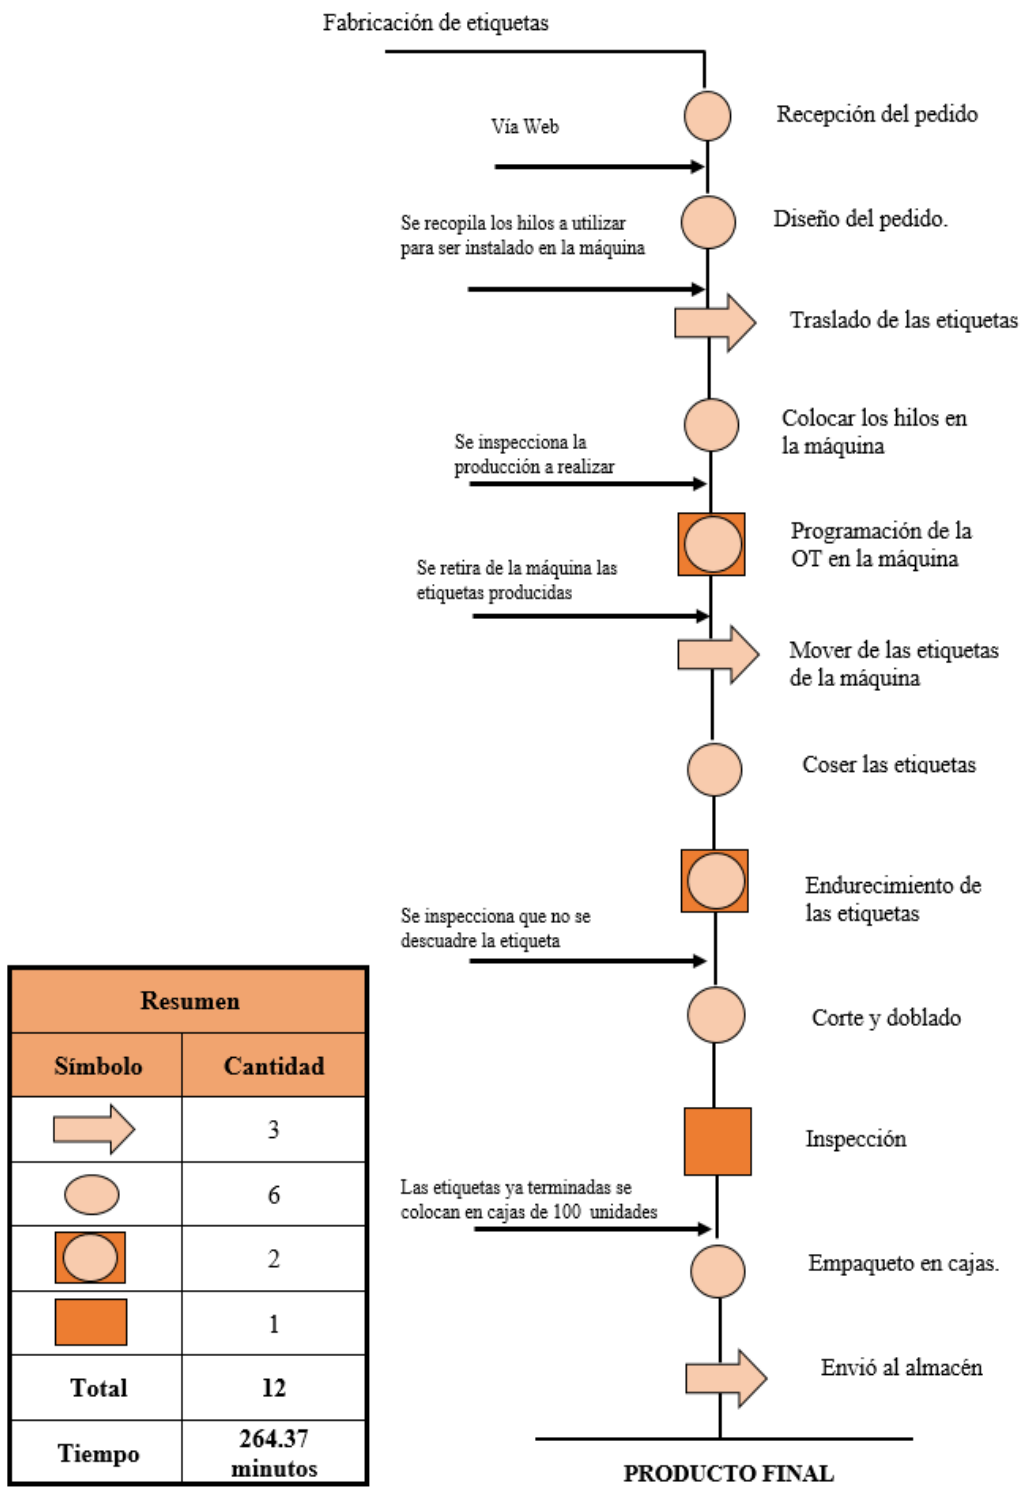 Fabricación de etiquetas
Recepción del pedido
Vía Web
Diseño del pedido.
Se recopila los hilos a utilizar
para ser instalado en la máquina
Traslado de las etiquetas
Colocar los hilos en
la máquina
Se inspecciona la
producción a realizar
Programación de la
OT en la máquina
Se retira de la máquina las
etiquetas producidas
Mover de las etiquetas
de la máquina
Coser las etiquetas
Endurecimiento de
las etiquetas
Se inspecciona que no se
descuadre la etiqueta
Corte y doblado
Inspección
Las etiquetas ya terminadas se
colocan en cajas de 100 unidades
Empaqueto en cajas.
Envió al almacén
PRODUCTO FINAL
Resumen
Símbolo Cantidad
3
6
2
1
Total 12
Tiempo 264.37
minutos